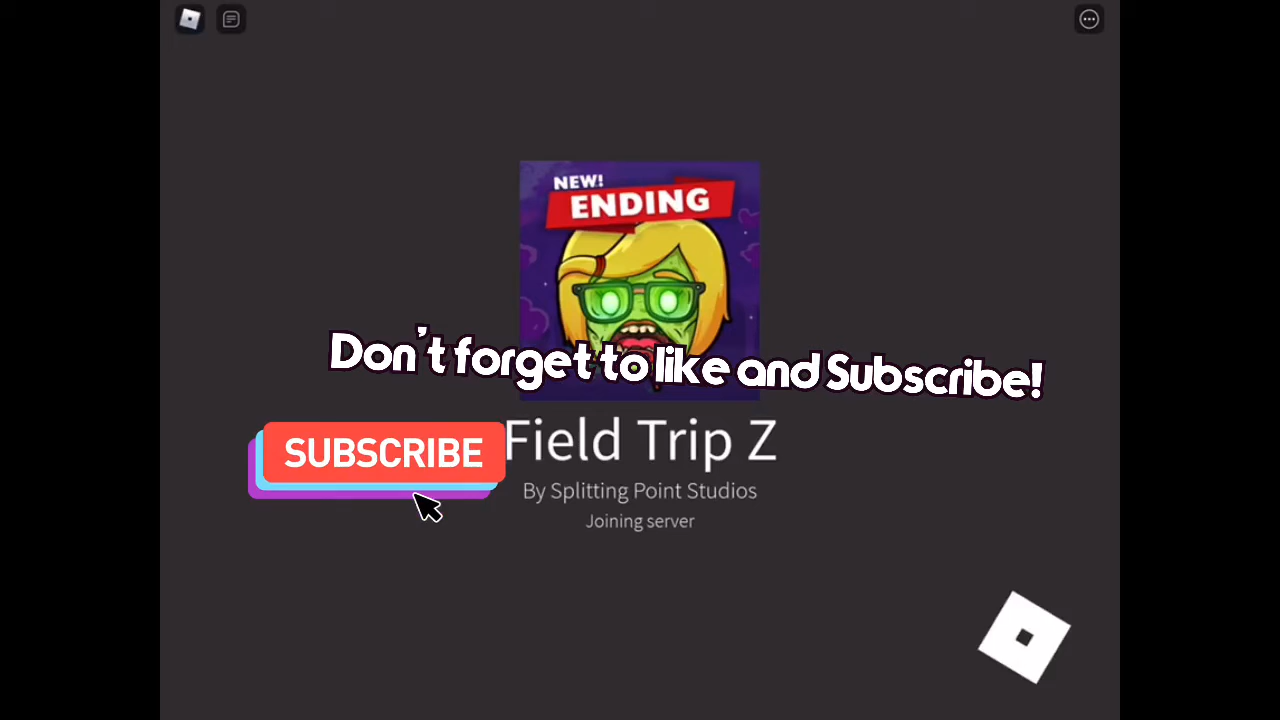 NEW!
ENDING
Don't forget to like and Subscribe!
SUBSCRIBE
Field Trip Z
By Splitting Point Studios
Joining server